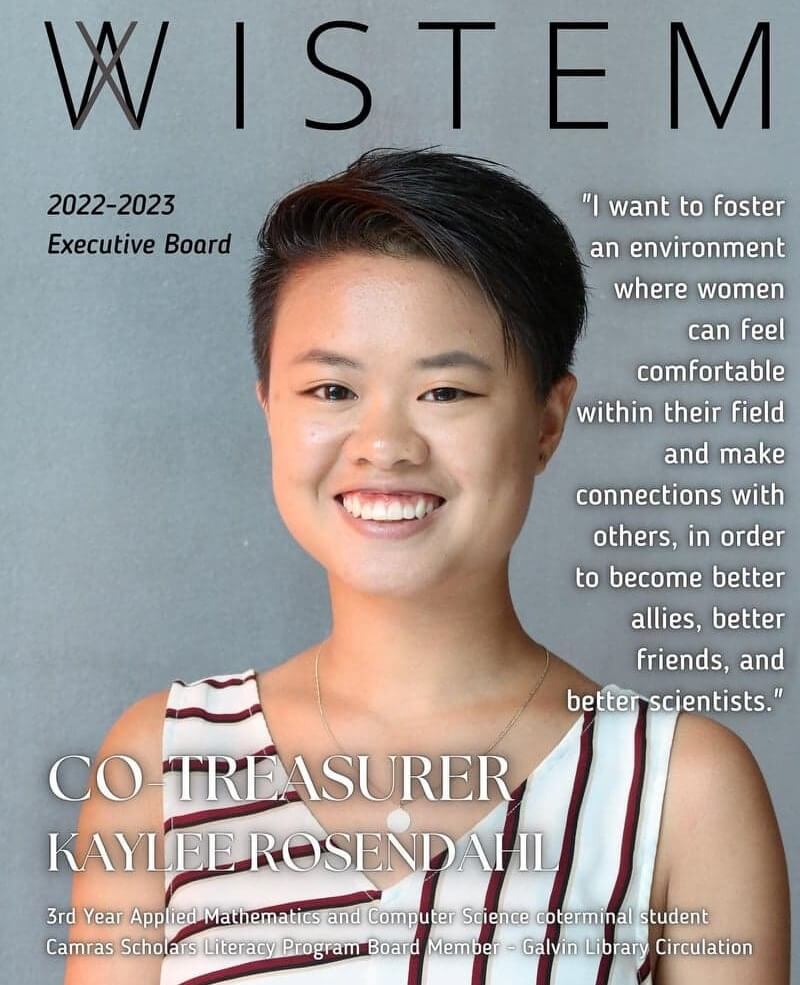 WISTEM
2022-2023
Executive Board
"I want to foster
an environment
where women
can feel
comfortable
within their field
and make
connections with
others, in order
to become better
allies, better
friends, and
better scientists."
CO-TREASURER
KAYLEE ROSENDAHL
3rd Year Applied Mathematics and Computer Science coterminal student
Camras Scholars Literacy Program Board Member - Galvin Library Circulation